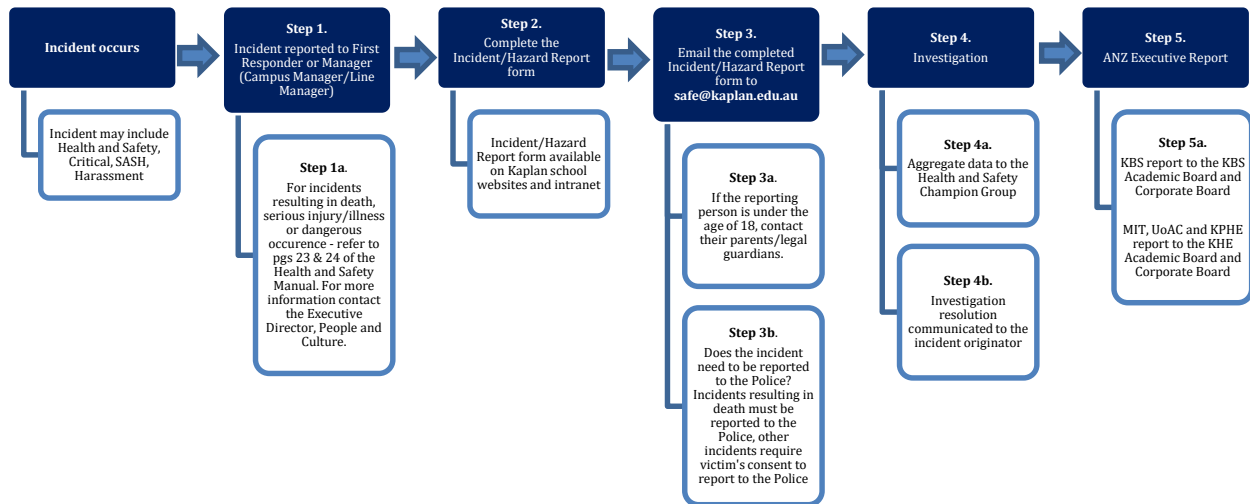 Incident occurs
Incident may include
Health and Safety,
Critical, SASH,
Harassment
Step 1.
Incident reported to First
Responder or Manager
(Campus Manager/Line
Manager)
Step 1a.
For incidents
resulting in death,
serious injury/illness
or dangerous
occurence - refer to
pgs 23 & 24 of the
Health and Safety
Manual. For more
information contact
the Executive
Director, People and
Culture.
Step 2.
Complete the
Incident/Hazard Report
form
Incident/Hazard
Report form available
on Kaplan school
websites and intranet
Step 3.
Email the completed
Incident/Hazard Report
form to
safe@kaplan.edu.au
Step 3a.
If the reporting
person is under the
age of 18, contact
their parents/legal
guardians.
Step 3b.
Does the incident
need to be reported
to the Police?
Incidents resulting in
death must be
reported to the
Police, other
incidents require
victim's consent to
report to the Police
Step 4.
Investigation
Step 4a.
Aggregate data to the
Health and Safety
Champion Group
Step 4b.
Investigation
resolution
communicated to the
incident originator
Step 5.
ANZ Executive Report
Step 5a.
KBS report to the KBS
Academic Board and
Corporate Board
MIT, UoAC and KPHE
report to the KHE
Academic Board and
Corporate Board